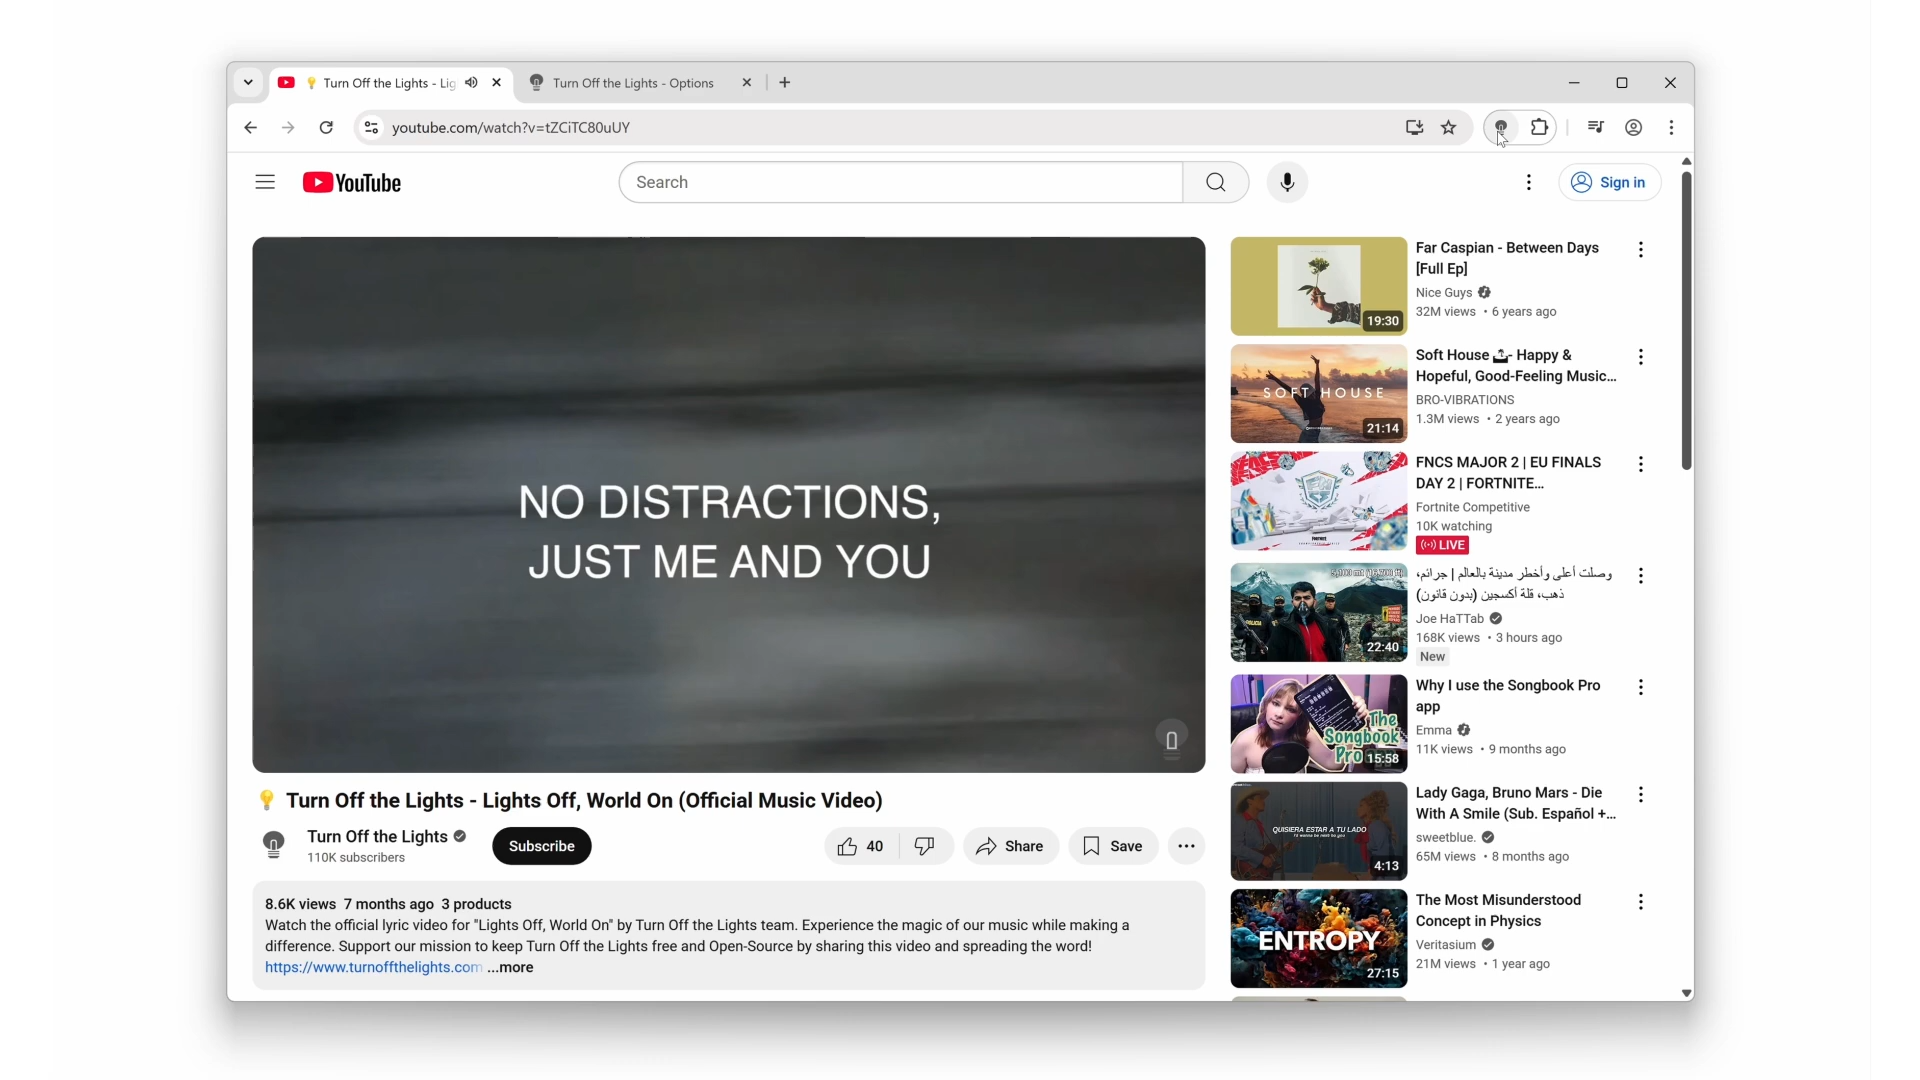 Turn Off the Lights - Lig
Turn Off the Lights - Options
youtube.com/watch?v=tZCiTC80uUY
YouTube
Search
Sign in
NO DISTRACTIONS,
JUST ME AND YOU
Turn Off the Lights - Lights Off, World On (Official Music Video)
Turn Off the Lights
110K subscribers
Subscribe
40
Share
Save
8.6K views 7 months ago 3 products
Watch the official lyric video for "Lights Off, World On" by Turn Off the Lights team. Experience the magic of our music while making a
difference. Support our mission to keep Turn Off the Lights free and Open-Source by sharing this video and spreading the word!
https://www.turnoffthelights.com ...more
19:30
Far Caspian - Between Days
[Full Ep]
Nice Guys
32M views • 6 years ago
SOFT HOUSE
21:14
Soft House - Happy &
Hopeful, Good-Feeling Music...
BRO-VIBRATIONS
1.3M views • 2 years ago
FNCS MAJOR 2 | EU FINALS
DAY 2 | FORTNITE...
Fortnite Competitive
10K watching
LIVE
POLICIA
22:40
وصلت أعلى وأخطر مدينة بالعالم | جرائم،
ذهب، قلة أكسجين (بدون قانون)
Joe HaTTab
168K views • 3 hours ago
New
The
Songbook
Pro
15:58
Why I use the Songbook Pro
app
Emma
11K views • 9 months ago
QUISIERA ESTAR A TU LADO
I'd wanna be next to you
4:13
Lady Gaga, Bruno Mars - Die
With A Smile (Sub. Español +...
sweetblue.
65M views • 8 months ago
ENTROPY
27:15
The Most Misunderstood
Concept in Physics
Veritasium
21M views • 1 year ago